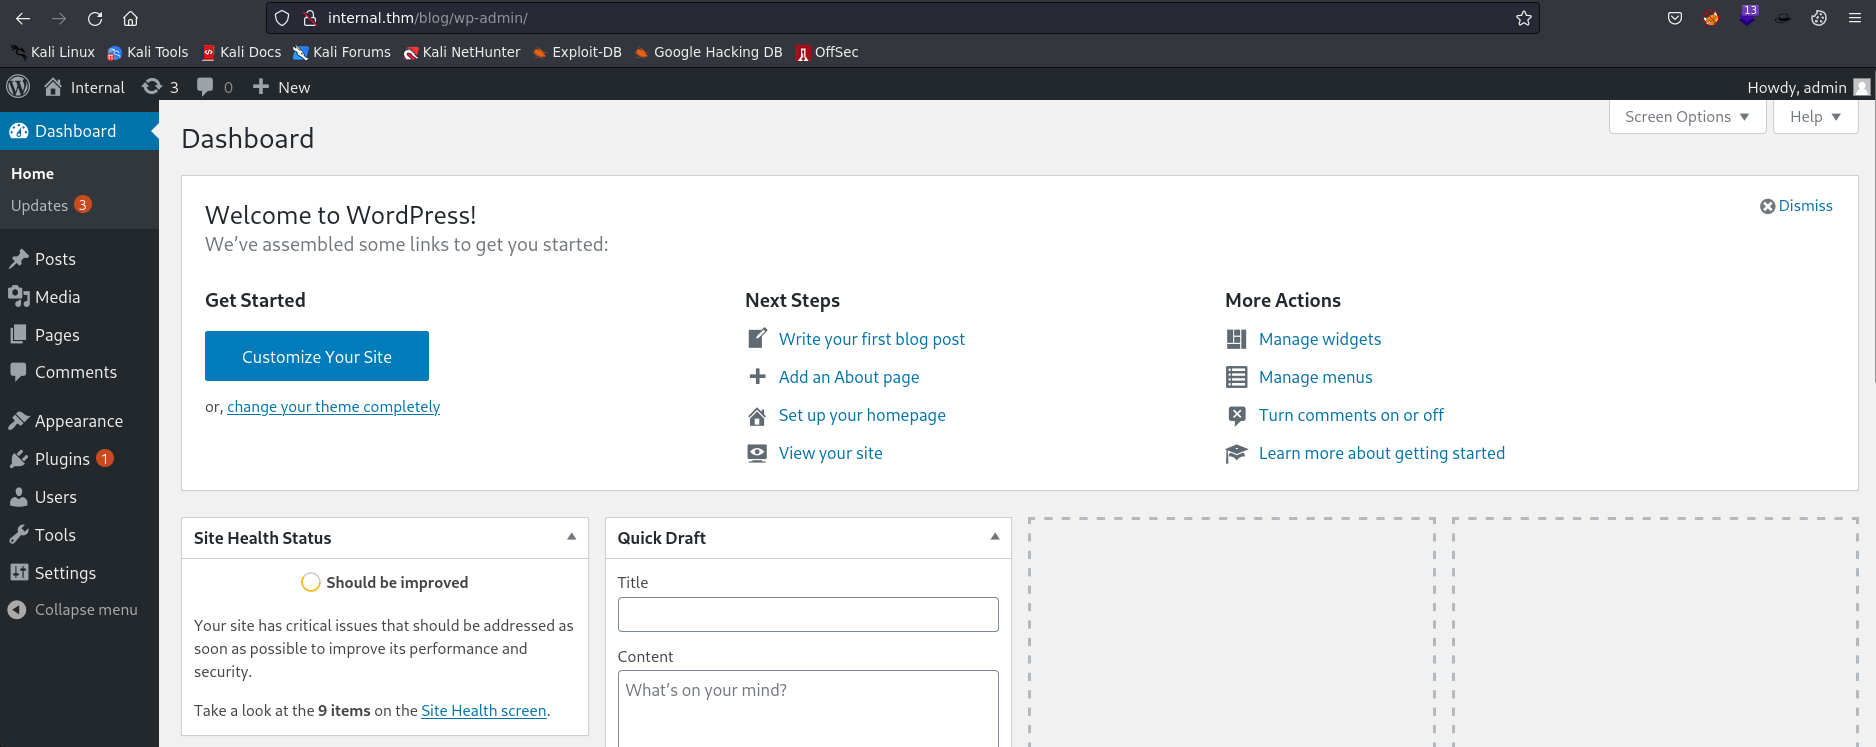 internal.thm/blog/wp-admin/
13
Kali Linux Kali Tools Kali Docs Kali Forums Kali NetHunter Exploit-DB Google Hacking DB OffSec
Internal 3 0 New Howdy, admin
Dashboard
Home
Updates 3
Posts
Media
Pages
Comments
Appearance
Plugins 1
Users
Tools
Settings
Collapse menu
Screen Options Help
Dashboard
Welcome to WordPress!
Dismiss
We've assembled some links to get you started:
Get Started
Customize Your Site
or, change your theme completely
Next Steps
Write your first blog post
Add an About page
Set up your homepage
View your site
More Actions
Manage widgets
Manage menus
Turn comments on or off
Learn more about getting started
Site Health Status
Should be improved
Your site has critical issues that should be addressed as
soon as possible to improve its performance and
security.
Take a look at the 9 items on the Site Health screen.
Quick Draft
Title
Content
What's on your mind?